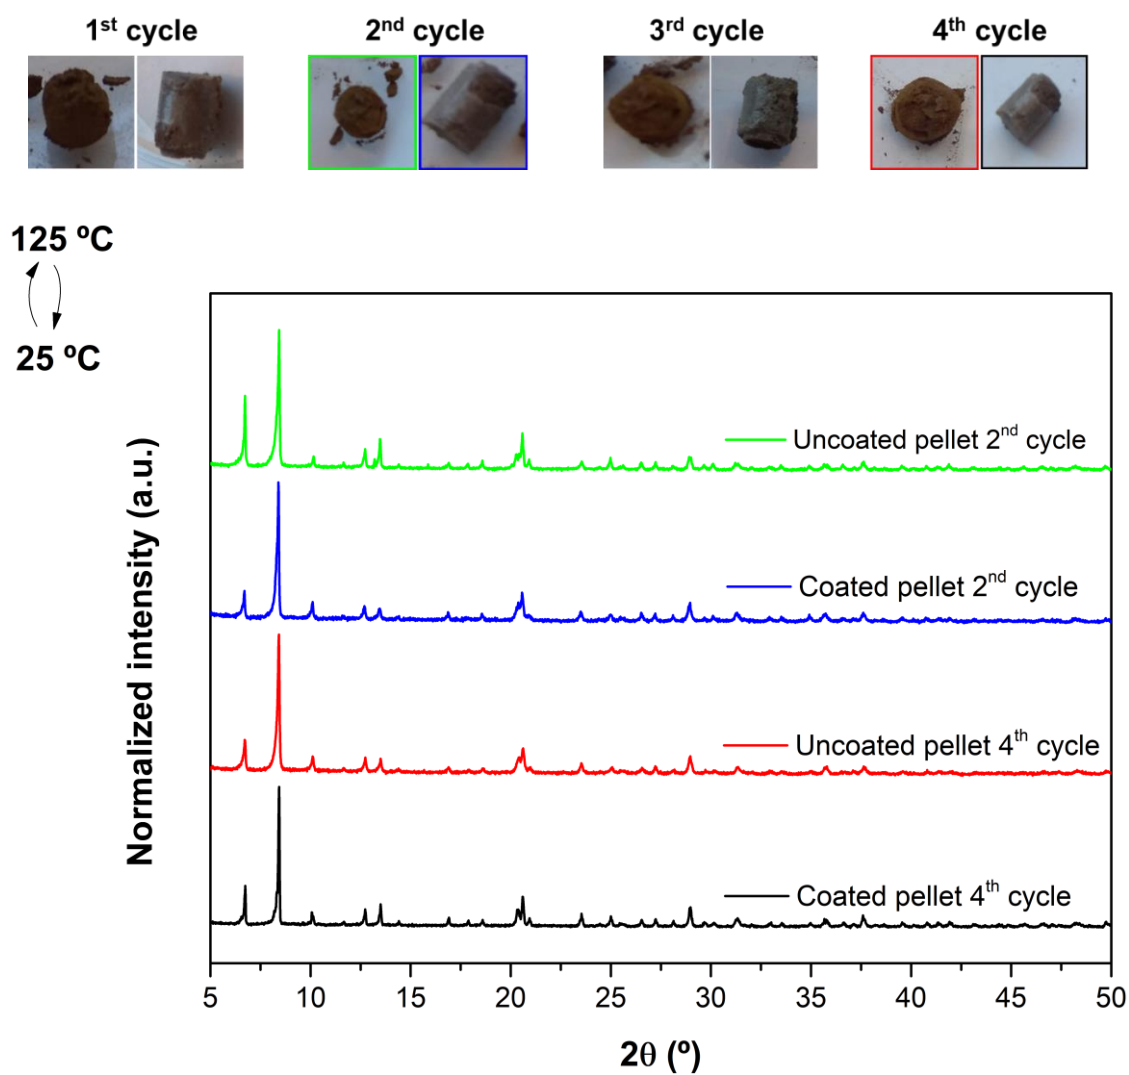 1st cycle
2nd cycle
3rd cycle
4th cycle
125 ºC
25 ºC
Uncoated pellet 2nd cycle
Coated pellet 2nd cycle
Uncoated pellet 4th cycle
Coated pellet 4th cycle
Normalized intensity (a.u.)
5 10 15 20 25 30 35 40 45 50
2θ (º)